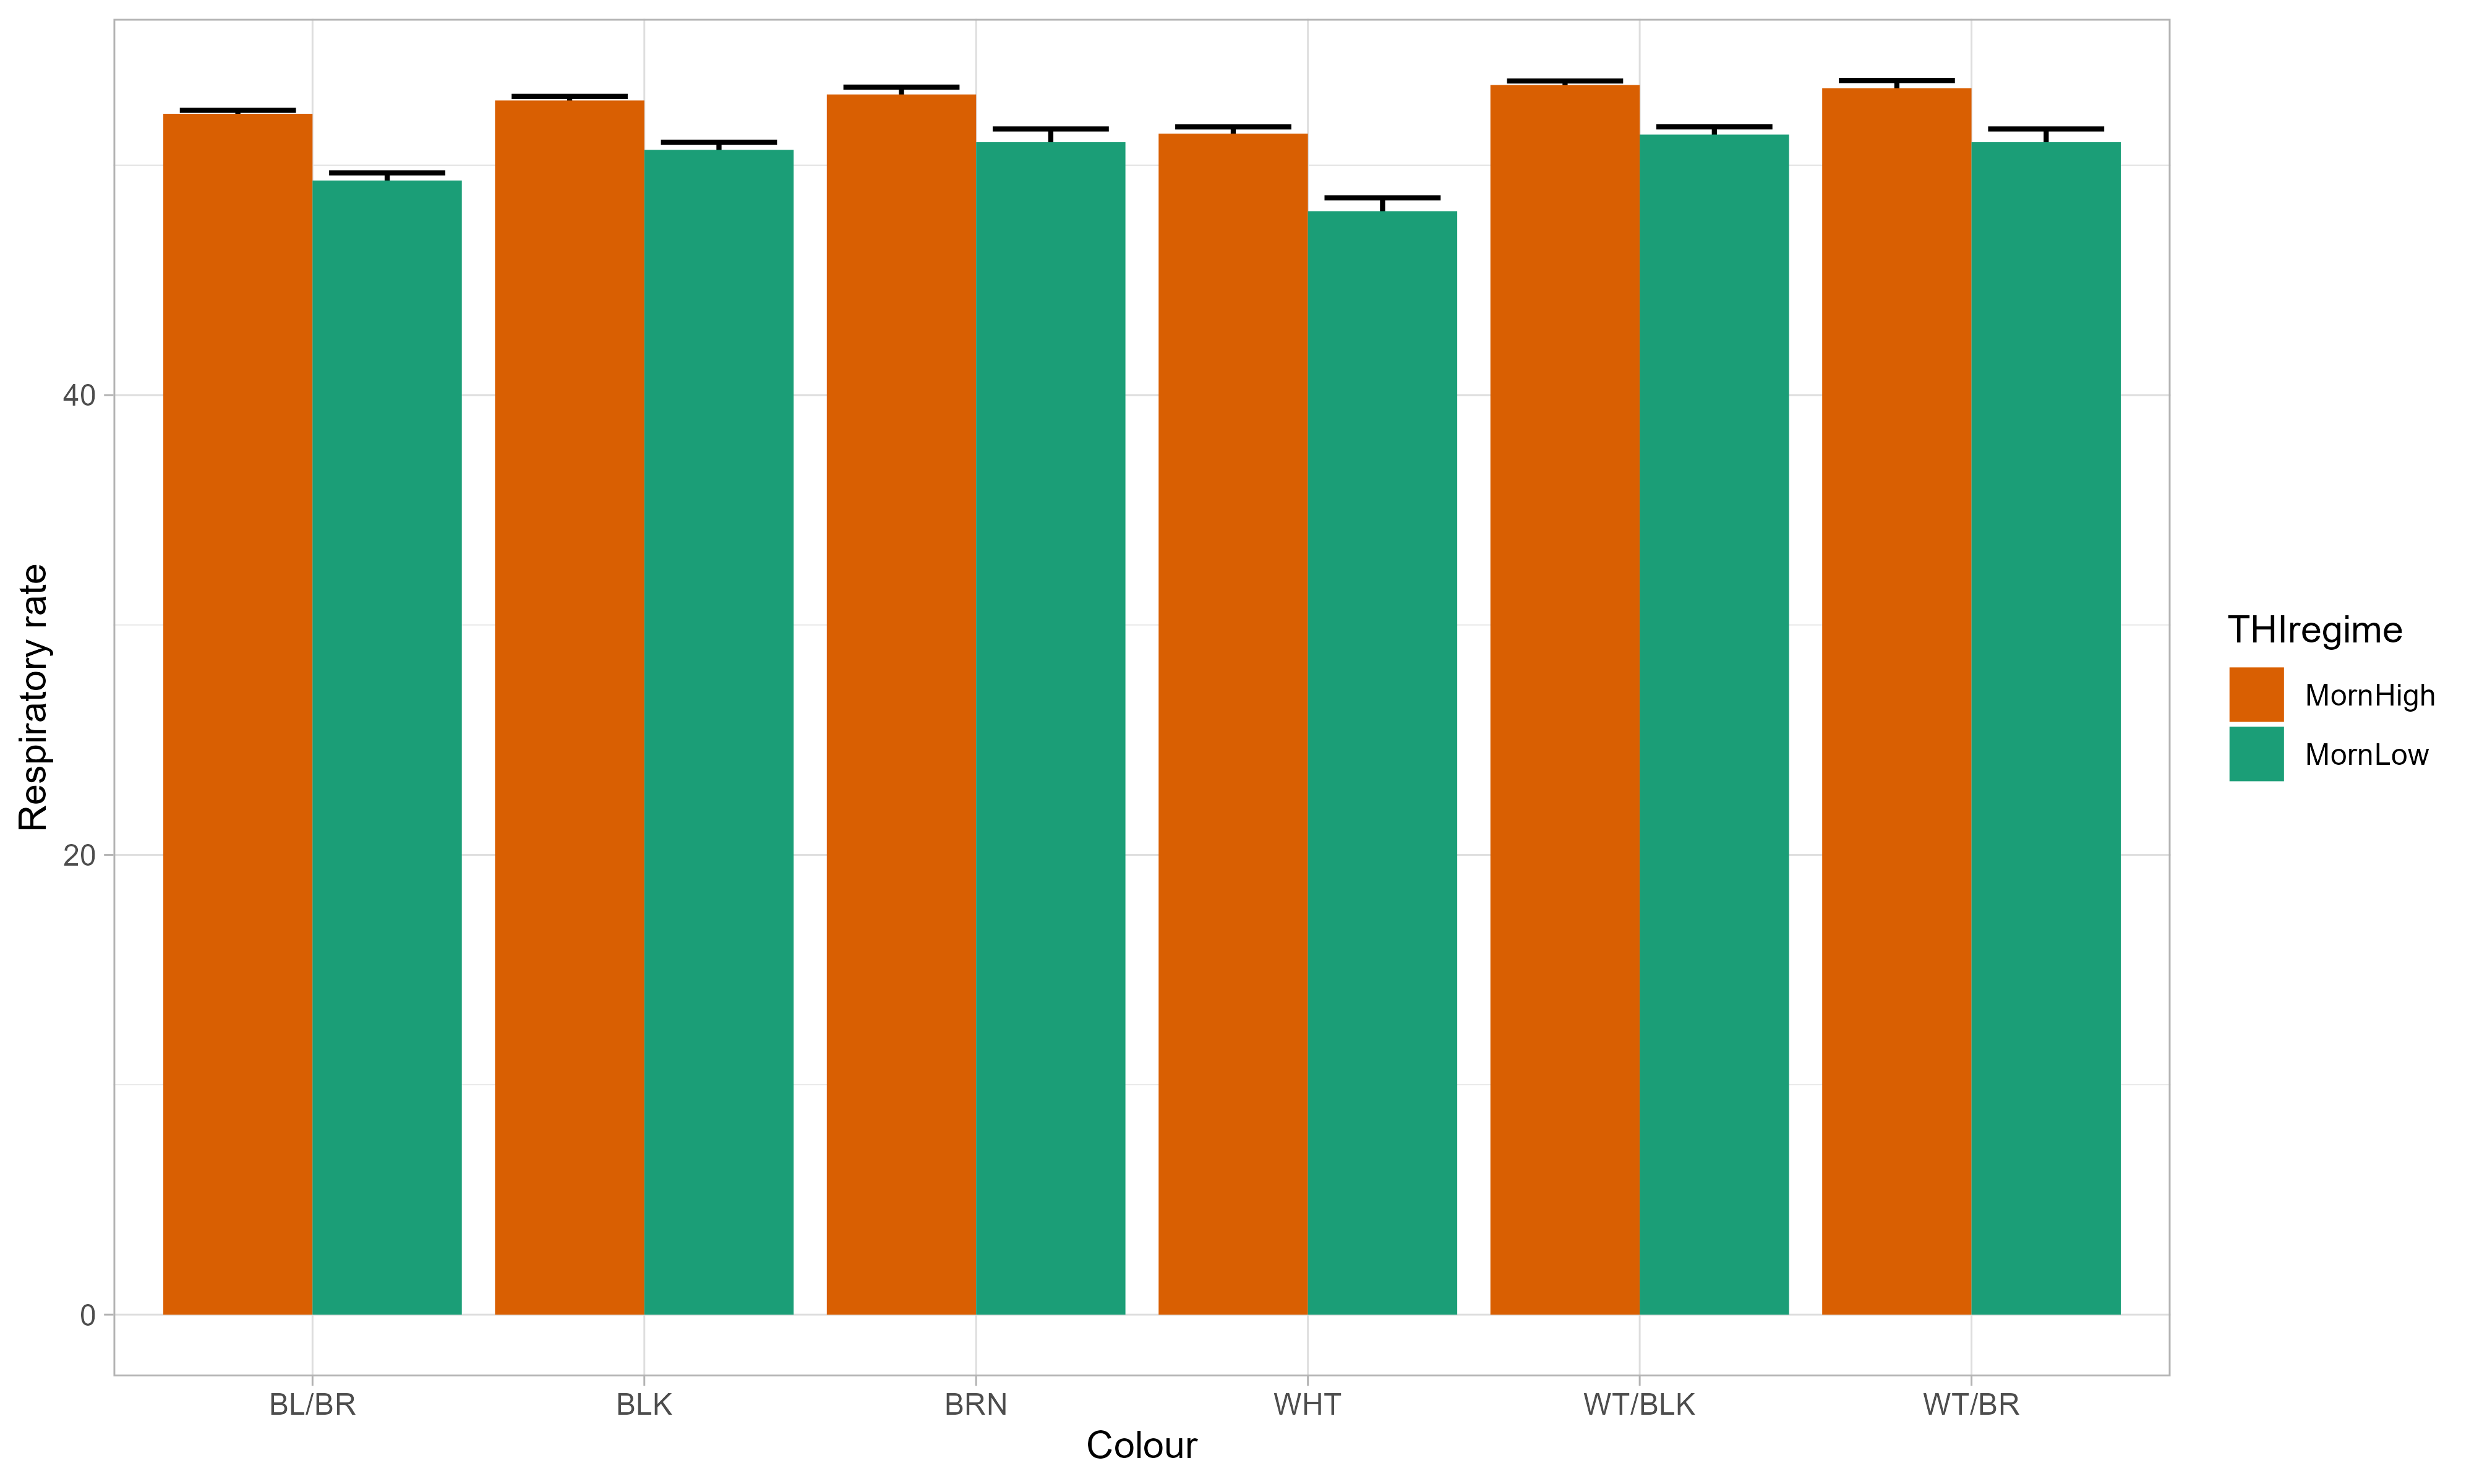 Respiratory rate
40
20
0
BL/BR BLK BRN WHT WT/BLK WT/BR
Colour
THIregime
MornHigh
MornLow